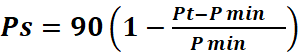 Ps = 90 (1 − (Pt−P min)/(P min))